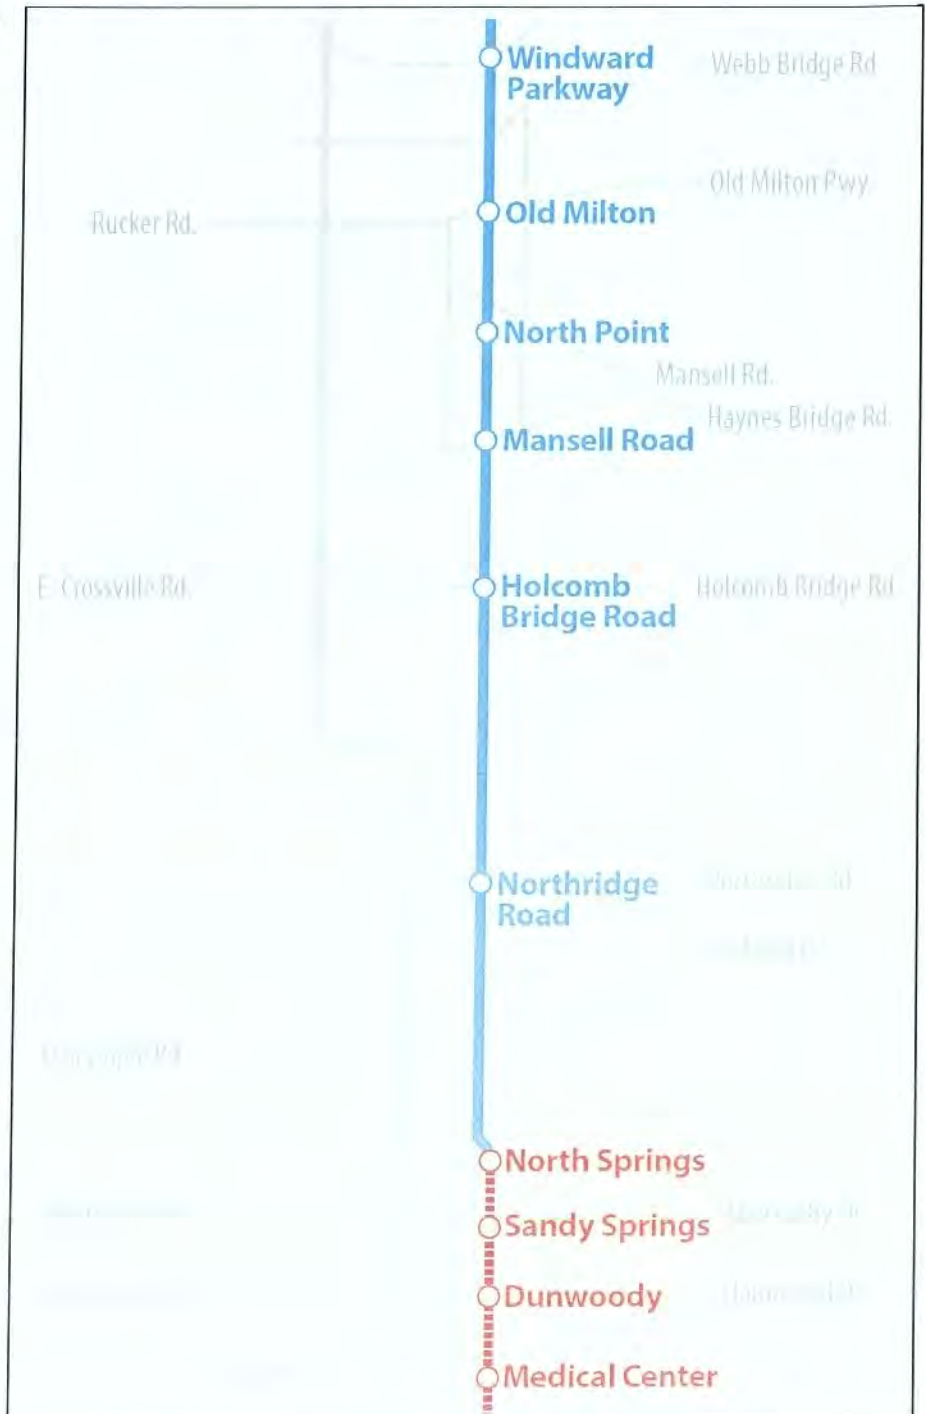 Windward
Parkway
Webb Bridge Rd
Old Milton Pwy.
Old Milton
Rucker Rd.
North Point
Mansell Rd.
Haynes Bridge Rd.
Mansell Road
E. Crossville Rd.
Holcomb
Bridge Road
Holcomb Bridge Rd
Northridge
Road
North Springs
Sandy Springs
Dunwoody
Medical Center